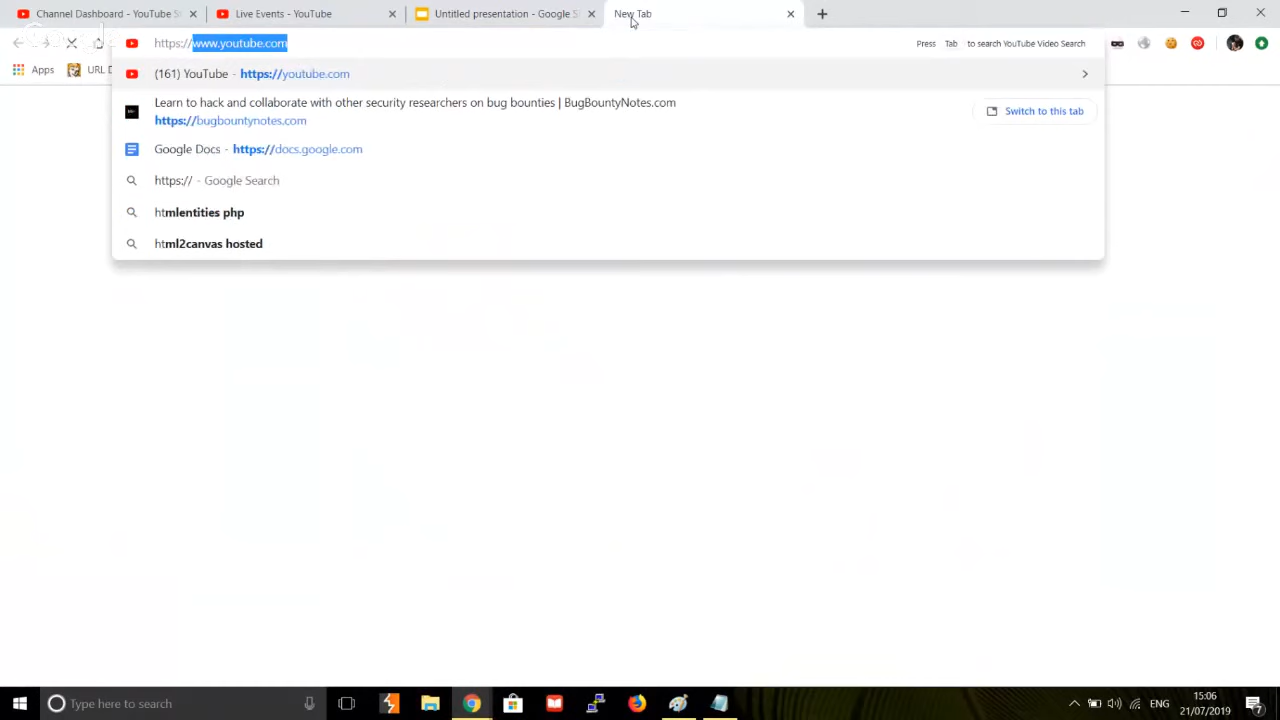 Channel Dashboard - YouTube St
Live Events - YouTube
Untitled presentation - Google Sl
New Tab
https://www.youtube.com
Press Tab to search YouTube Video Search
Apps
URL D
(161) YouTube - https://youtube.com
Learn to hack and collaborate with other security researchers on bug bounties | BugBountyNotes.com
https://bugbountynotes.com
Switch to this tab
Google Docs - https://docs.google.com
https:// - Google Search
htmlentities php
html2canvas hosted
Type here to search
ENG
15:06
21/07/2019
7